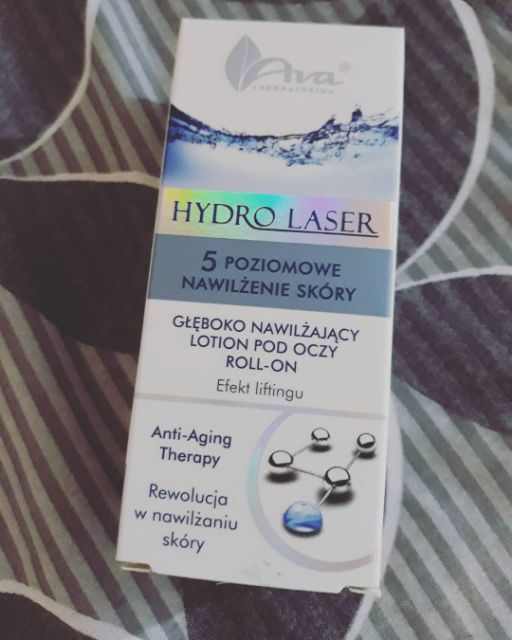 Ava®
LABORATORIUM
HYDRO LASER
5 POZIOMOWE
NAWILŻENIE SKÓRY
GŁĘBOKO NAWILŻAJĄCY
LOTION POD OCZY
ROLL-ON
Efekt liftingu
Anti-Aging
Therapy
Rewolucja
w nawilżaniu
skóry